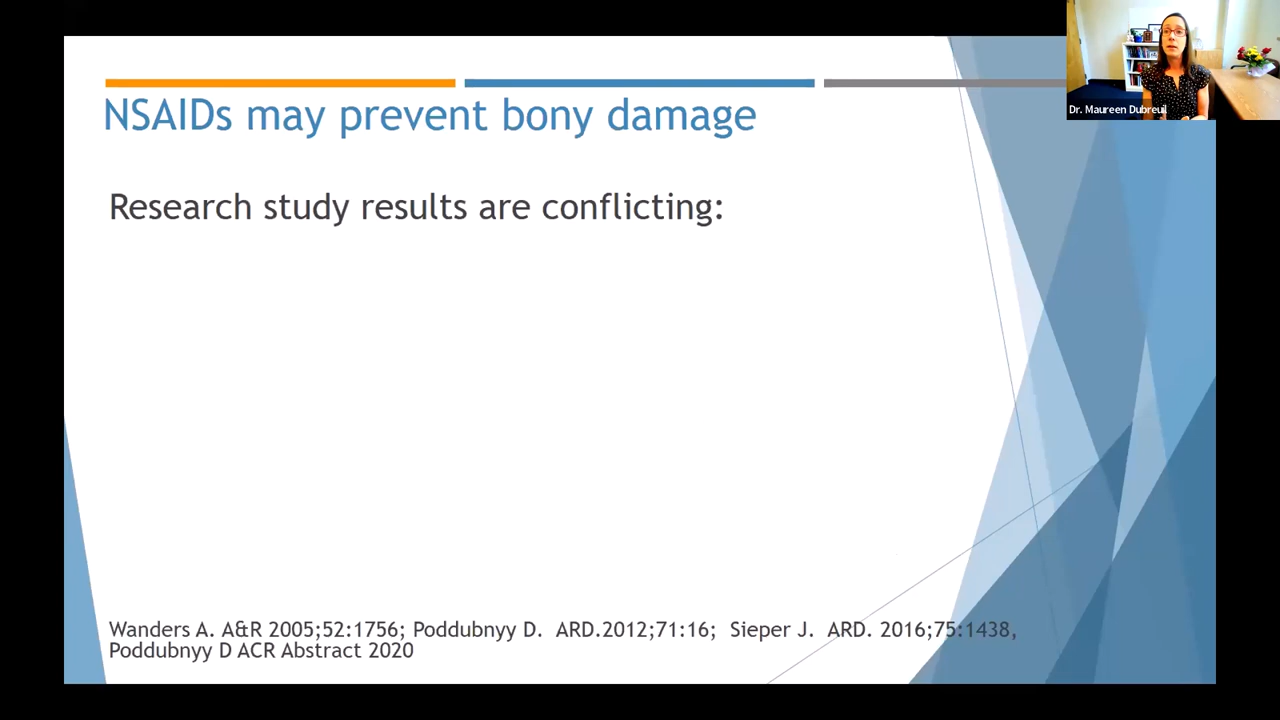 NSAIDs may prevent bony damage
Research study results are conflicting:
Wanders A. A&R 2005;52:1756; Poddubnyy D.  ARD.2012;71:16;  Sieper J.  ARD. 2016;75:1438,
Poddubnyy D ACR Abstract 2020
Dr. Maureen Dubreuil